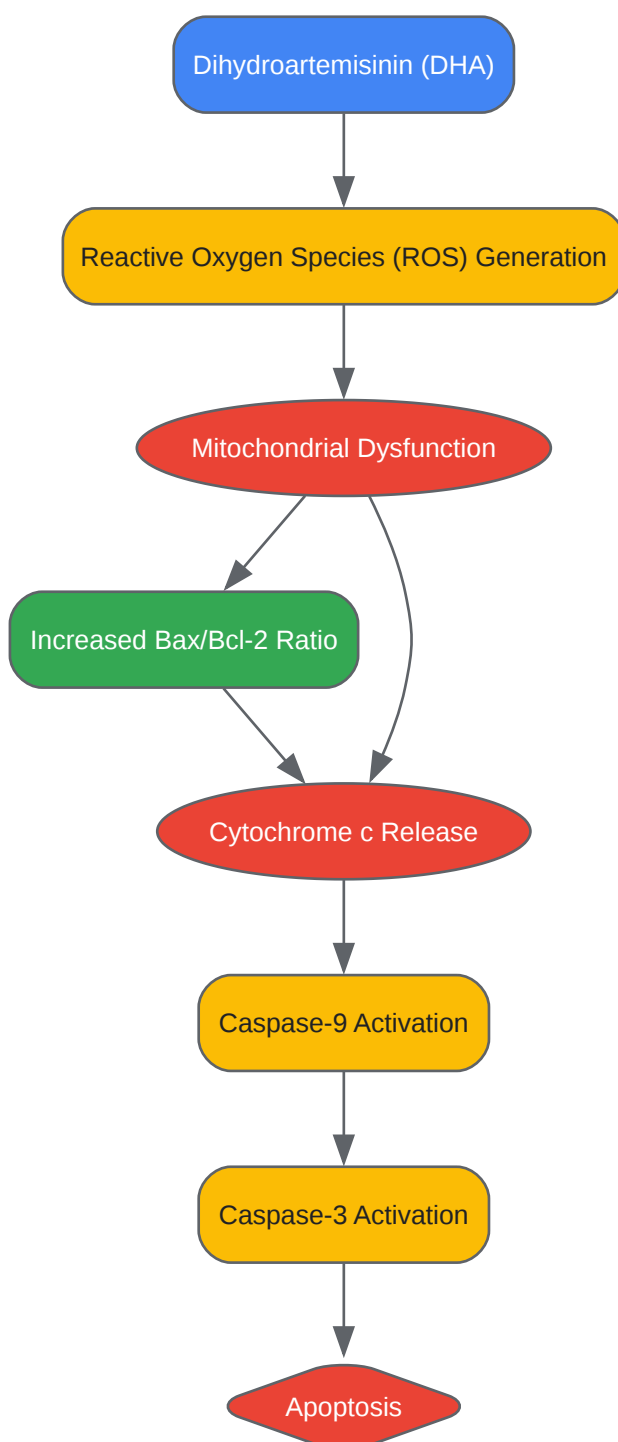 Dihydroartemisinin (DHA)
Reactive Oxygen Species (ROS) Generation
Mitochondrial Dysfunction
Increased Bax/Bcl-2 Ratio
Cytochrome c Release
Caspase-9 Activation
Caspase-3 Activation
Apoptosis